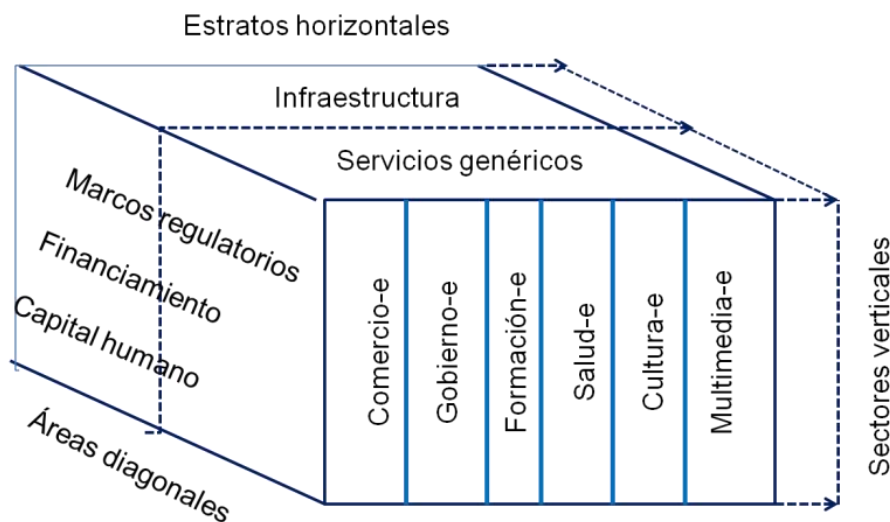 Estratos horizontales
Infraestructura
Servicios genéricos
Marcos regulatorios
Financiamiento
Capital humano
Áreas diagonales
Comercio-e
Gobierno-e
Formación-e
Salud-e
Cultura-e
Multimedia-e
Sectores verticales